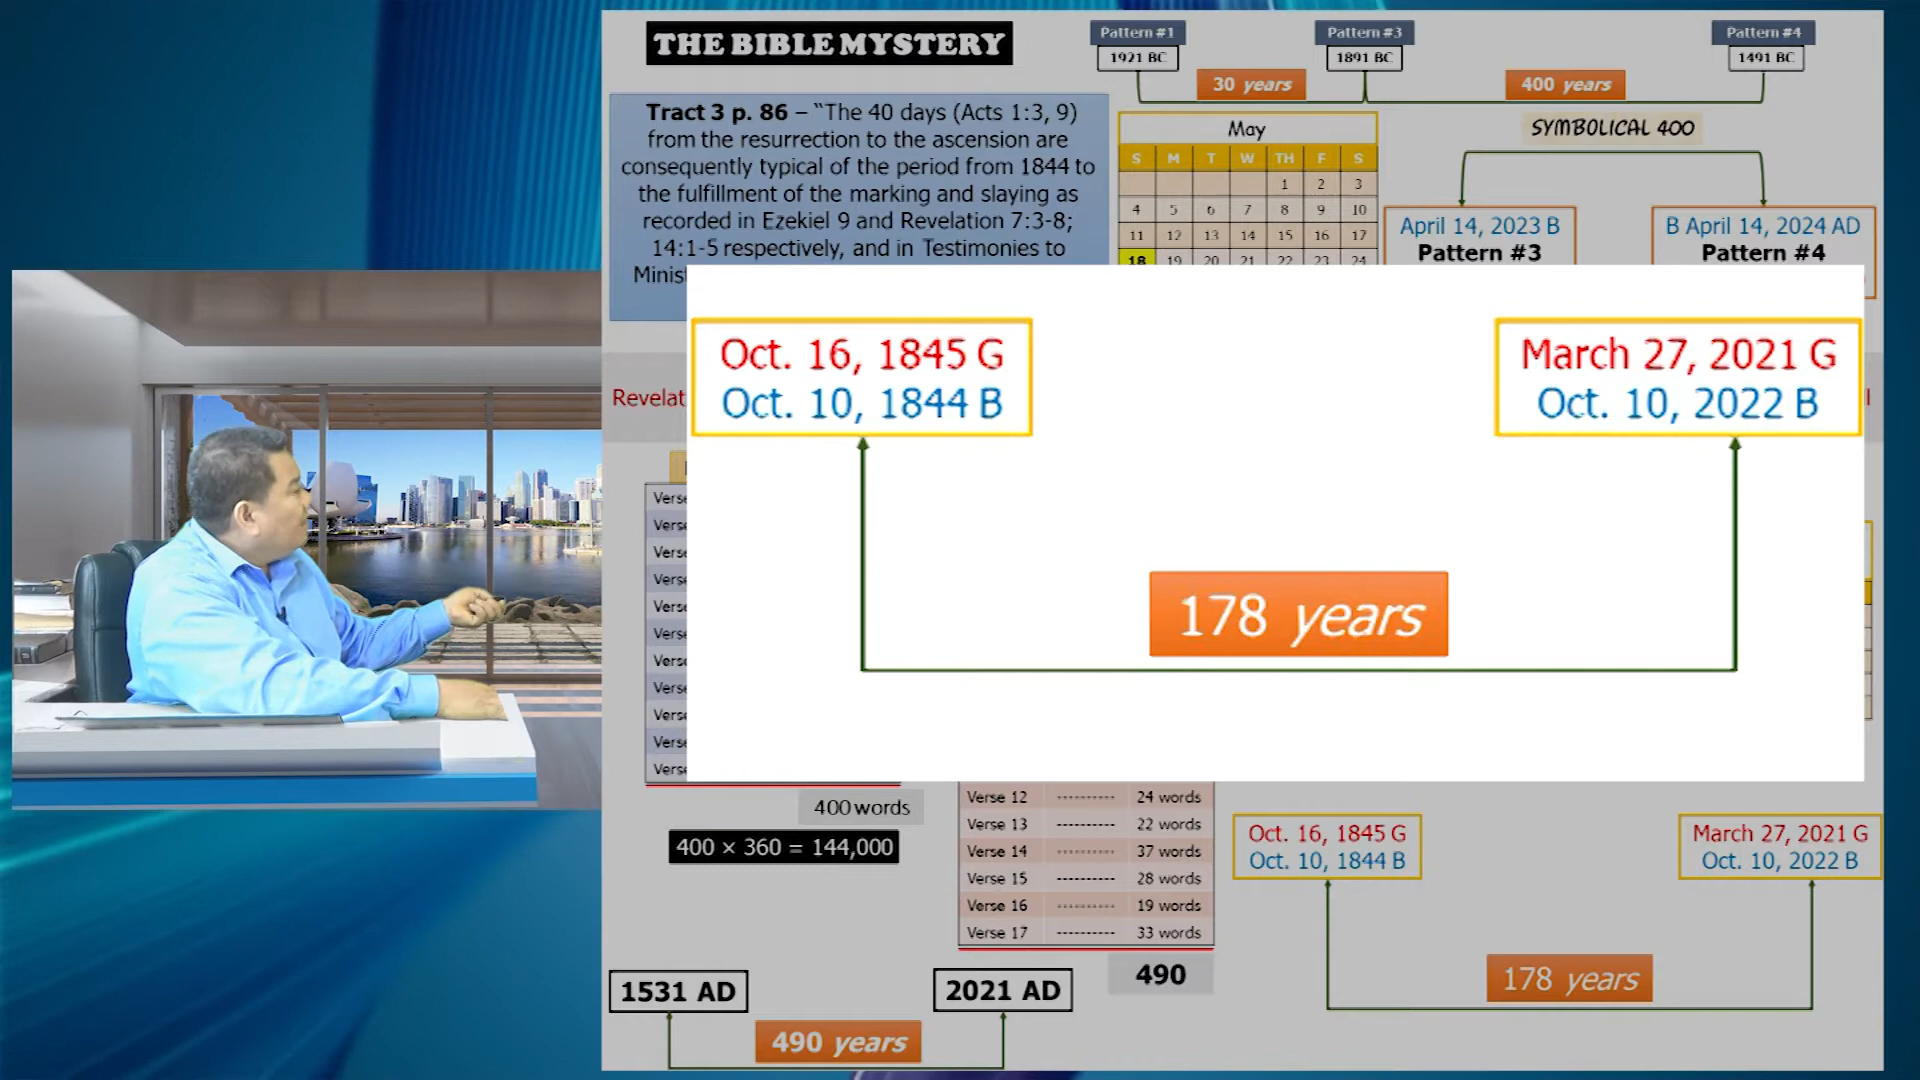 THE BIBLE MYSTERY
Tract 3 p. 86 – “The 40 days (Acts 1:3, 9)
from the resurrection to the ascension are
consequently typical of the period from 1844 to
the fulfillment of the marking and slaying as
recorded in Ezekiel 9 and Revelation 7:3-8;
14:1-5 respectively, and in Testimonies to
Pattern #1
1921 BC
Pattern #3
1891 BC
Pattern #4
1491 BC
30 years
400 years
May
S M T W TH F S
1 2 3
4 5 6 7 8 9 10
11 12 13 14 15 16 17
18 19 20 21 22 23 24
SYMBOLICAL 400
April 14, 2023 B
Pattern #3
B April 14, 2024 AD
Pattern #4
Oct. 16, 1845 G
Oct. 10, 1844 B
March 27, 2021 G
Oct. 10, 2022 B
178 years
400 words
400 × 360 = 144,000
Verse 12 ---------- 24 words
Verse 13 ---------- 22 words
Verse 14 ---------- 37 words
Verse 15 ---------- 28 words
Verse 16 ---------- 19 words
Verse 17 ---------- 33 words
490
1531 AD
2021 AD
490 years
Oct. 16, 1845 G
Oct. 10, 1844 B
March 27, 2021 G
Oct. 10, 2022 B
178 years